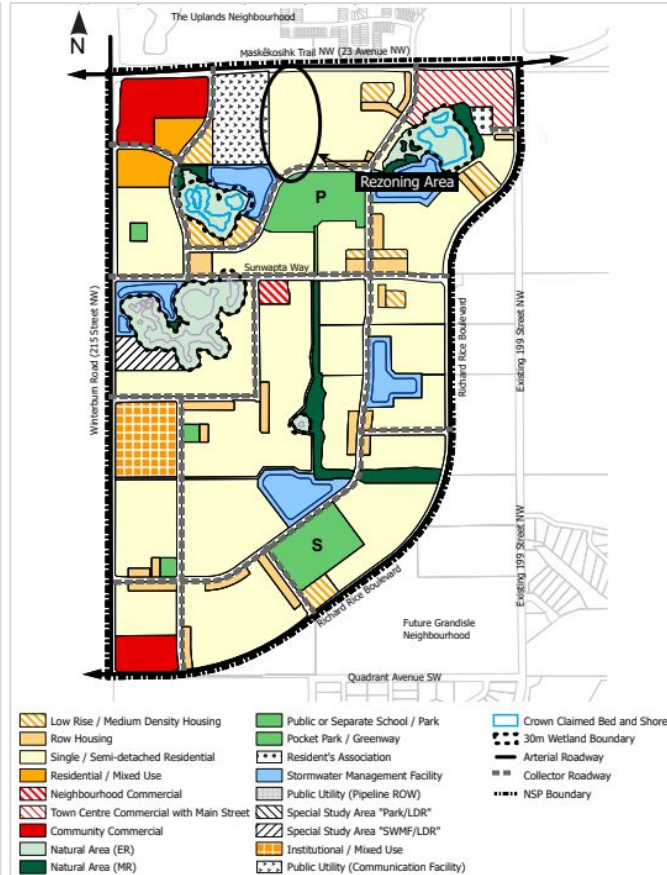 The Uplands Neighbourhood
N
Maskêkosihk Trail NW (23 Avenue NW)
Rezoning Area
P
Sunwapta Way
Winterburn Road (215 Street NW)
Richard Rice Boulevard
Existing 199 Street NW
S
Existing 199 Street NW
Richard Rice Boulevard
Future Grandisle
Neighbourhood
Quadrant Avenue SW
Low Rise / Medium Density Housing
Row Housing
Single / Semi-detached Residential
Residential / Mixed Use
Neighbourhood Commercial
Town Centre Commercial with Main Street
Community Commercial
Natural Area (ER)
Natural Area (MR)
Public or Separate School / Park
Pocket Park / Greenway
Resident's Association
Stormwater Management Facility
Public Utility (Pipeline ROW)
Special Study Area "Park/LDR"
Special Study Area "SWMF/LDR"
Institutional / Mixed Use
Public Utility (Communication Facility)
Crown Claimed Bed and Shore
30m Wetland Boundary
Arterial Roadway
Collector Roadway
NSP Boundary